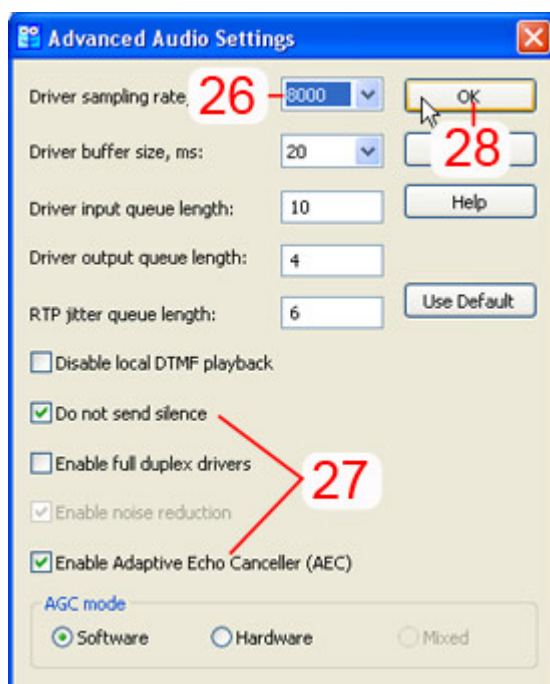 Advanced Audio Settings
Driver sampling rate, 26 8000 OK
28
Driver buffer size, ms: 20
Driver input queue length: 10 Help
Driver output queue length: 4
RTP jitter queue length: 6 Use Default
Disable local DTMF playback
Do not send silence
Enable full duplex drivers
27
Enable noise reduction
Enable Adaptive Echo Canceller (AEC)
AGC mode
Software Hardware Mixed